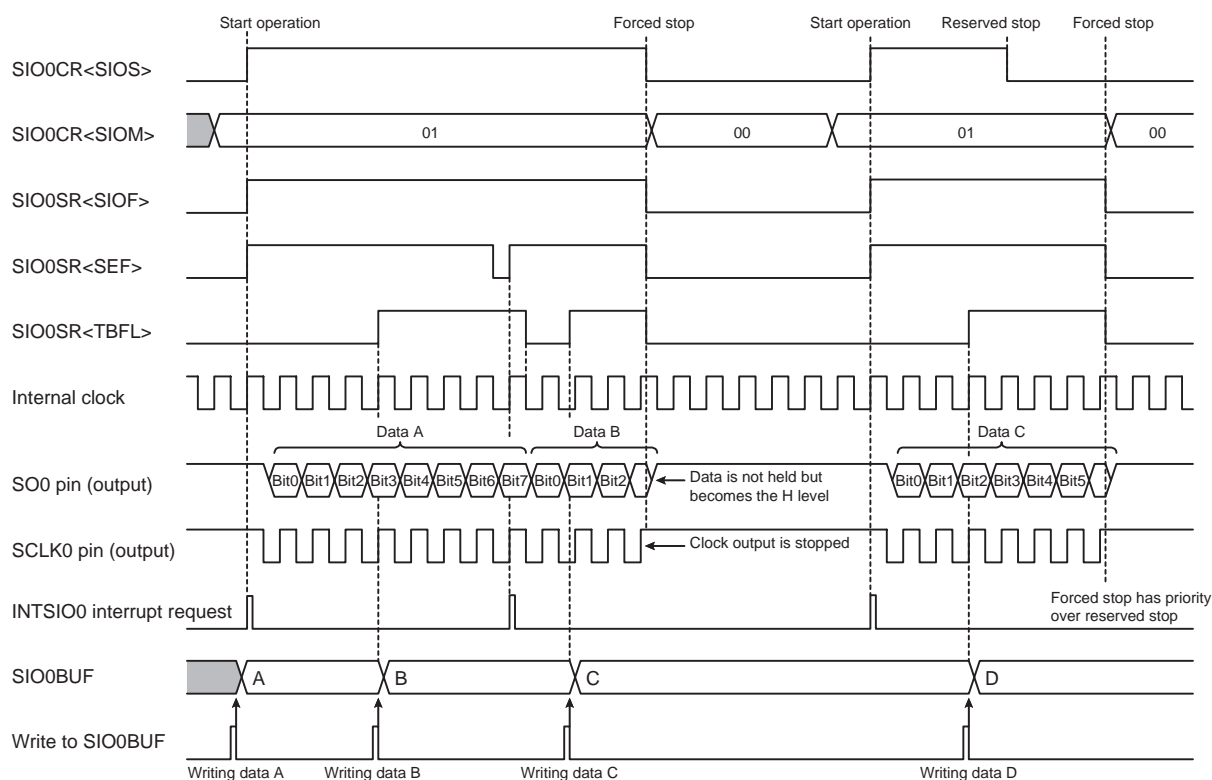 Start operation Forced stop Start operation Reserved stop Forced stop
SIO0CR<SIOS>
SIO0CR<SIOM> 01 00 01 00
SIO0SR<SIOF>
SIO0SR<SEF>
SIO0SR<TBFL>
Internal clock
Data A Data B Data C
SO0 pin (output) Bit0 Bit1 Bit2 Bit3 Bit4 Bit5 Bit6 Bit7 Bit0 Bit1 Bit2 Data is not held but Bit0 Bit1 Bit2 Bit3 Bit4 Bit5
becomes the H level
SCLK0 pin (output) Clock output is stopped
INTSIO0 interrupt request Forced stop has priority
over reserved stop
SIO0BUF A B C D
Write to SIO0BUF
Writing data A Writing data B Writing data C Writing data D